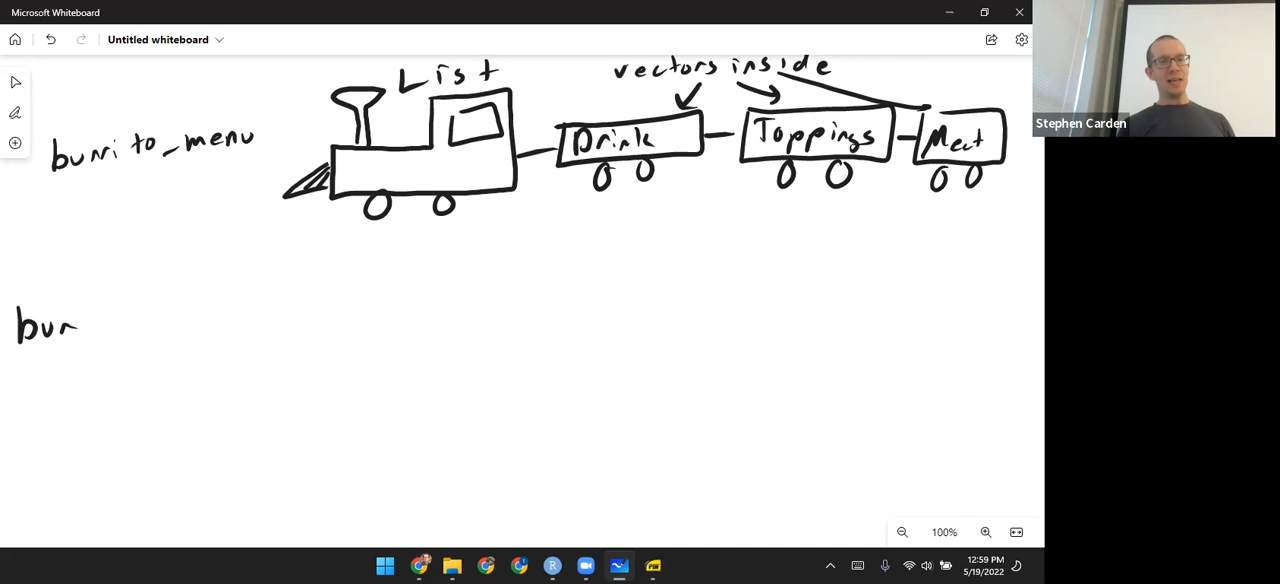 Microsoft Whiteboard
Untitled whiteboard
Stephen Carden
List
vectors inside
burrito_menu
Drink
Toppings
Meat
bur
100%
12:59 PM
5/19/2022